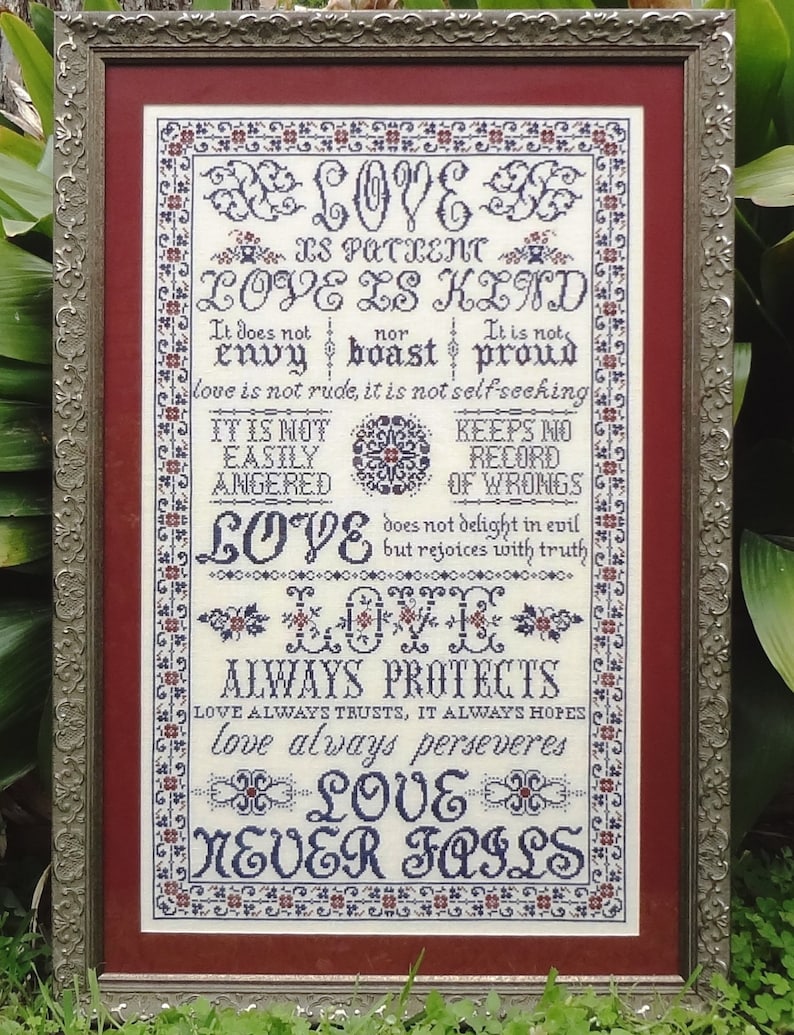 LOVE
IS PATIENT
LOVE IS KIND
It does not envy
nor boast
It is not proud
love is not rude, it is not self-seeking
IT IS NOT
EASILY
ANGERED
KEEPS NO
RECORD
OF WRONGS
LOVE
does not delight in evil
but rejoices with truth
LOVE
ALWAYS PROTECTS
LOVE ALWAYS TRUSTS, IT ALWAYS HOPES
love always perseveres
LOVE
NEVER FAILS